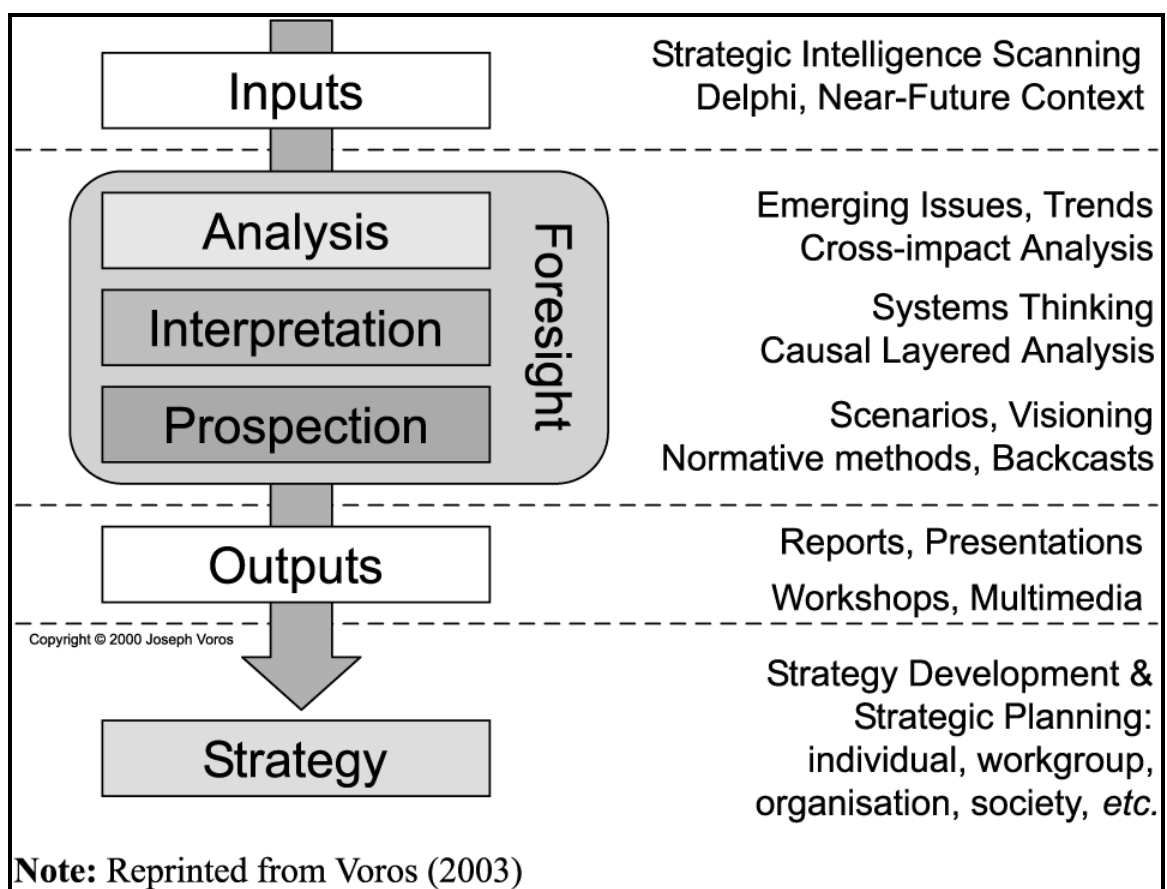 Inputs
Strategic Intelligence Scanning
Delphi, Near-Future Context
Foresight
Analysis
Emerging Issues, Trends
Cross-impact Analysis
Interpretation
Systems Thinking
Causal Layered Analysis
Prospection
Scenarios, Visioning
Normative methods, Backcasts
Outputs
Reports, Presentations
Workshops, Multimedia
Copyright © 2000 Joseph Voros
Strategy
Strategy Development &
Strategic Planning:
individual, workgroup,
organisation, society, etc.
Note: Reprinted from Voros (2003)